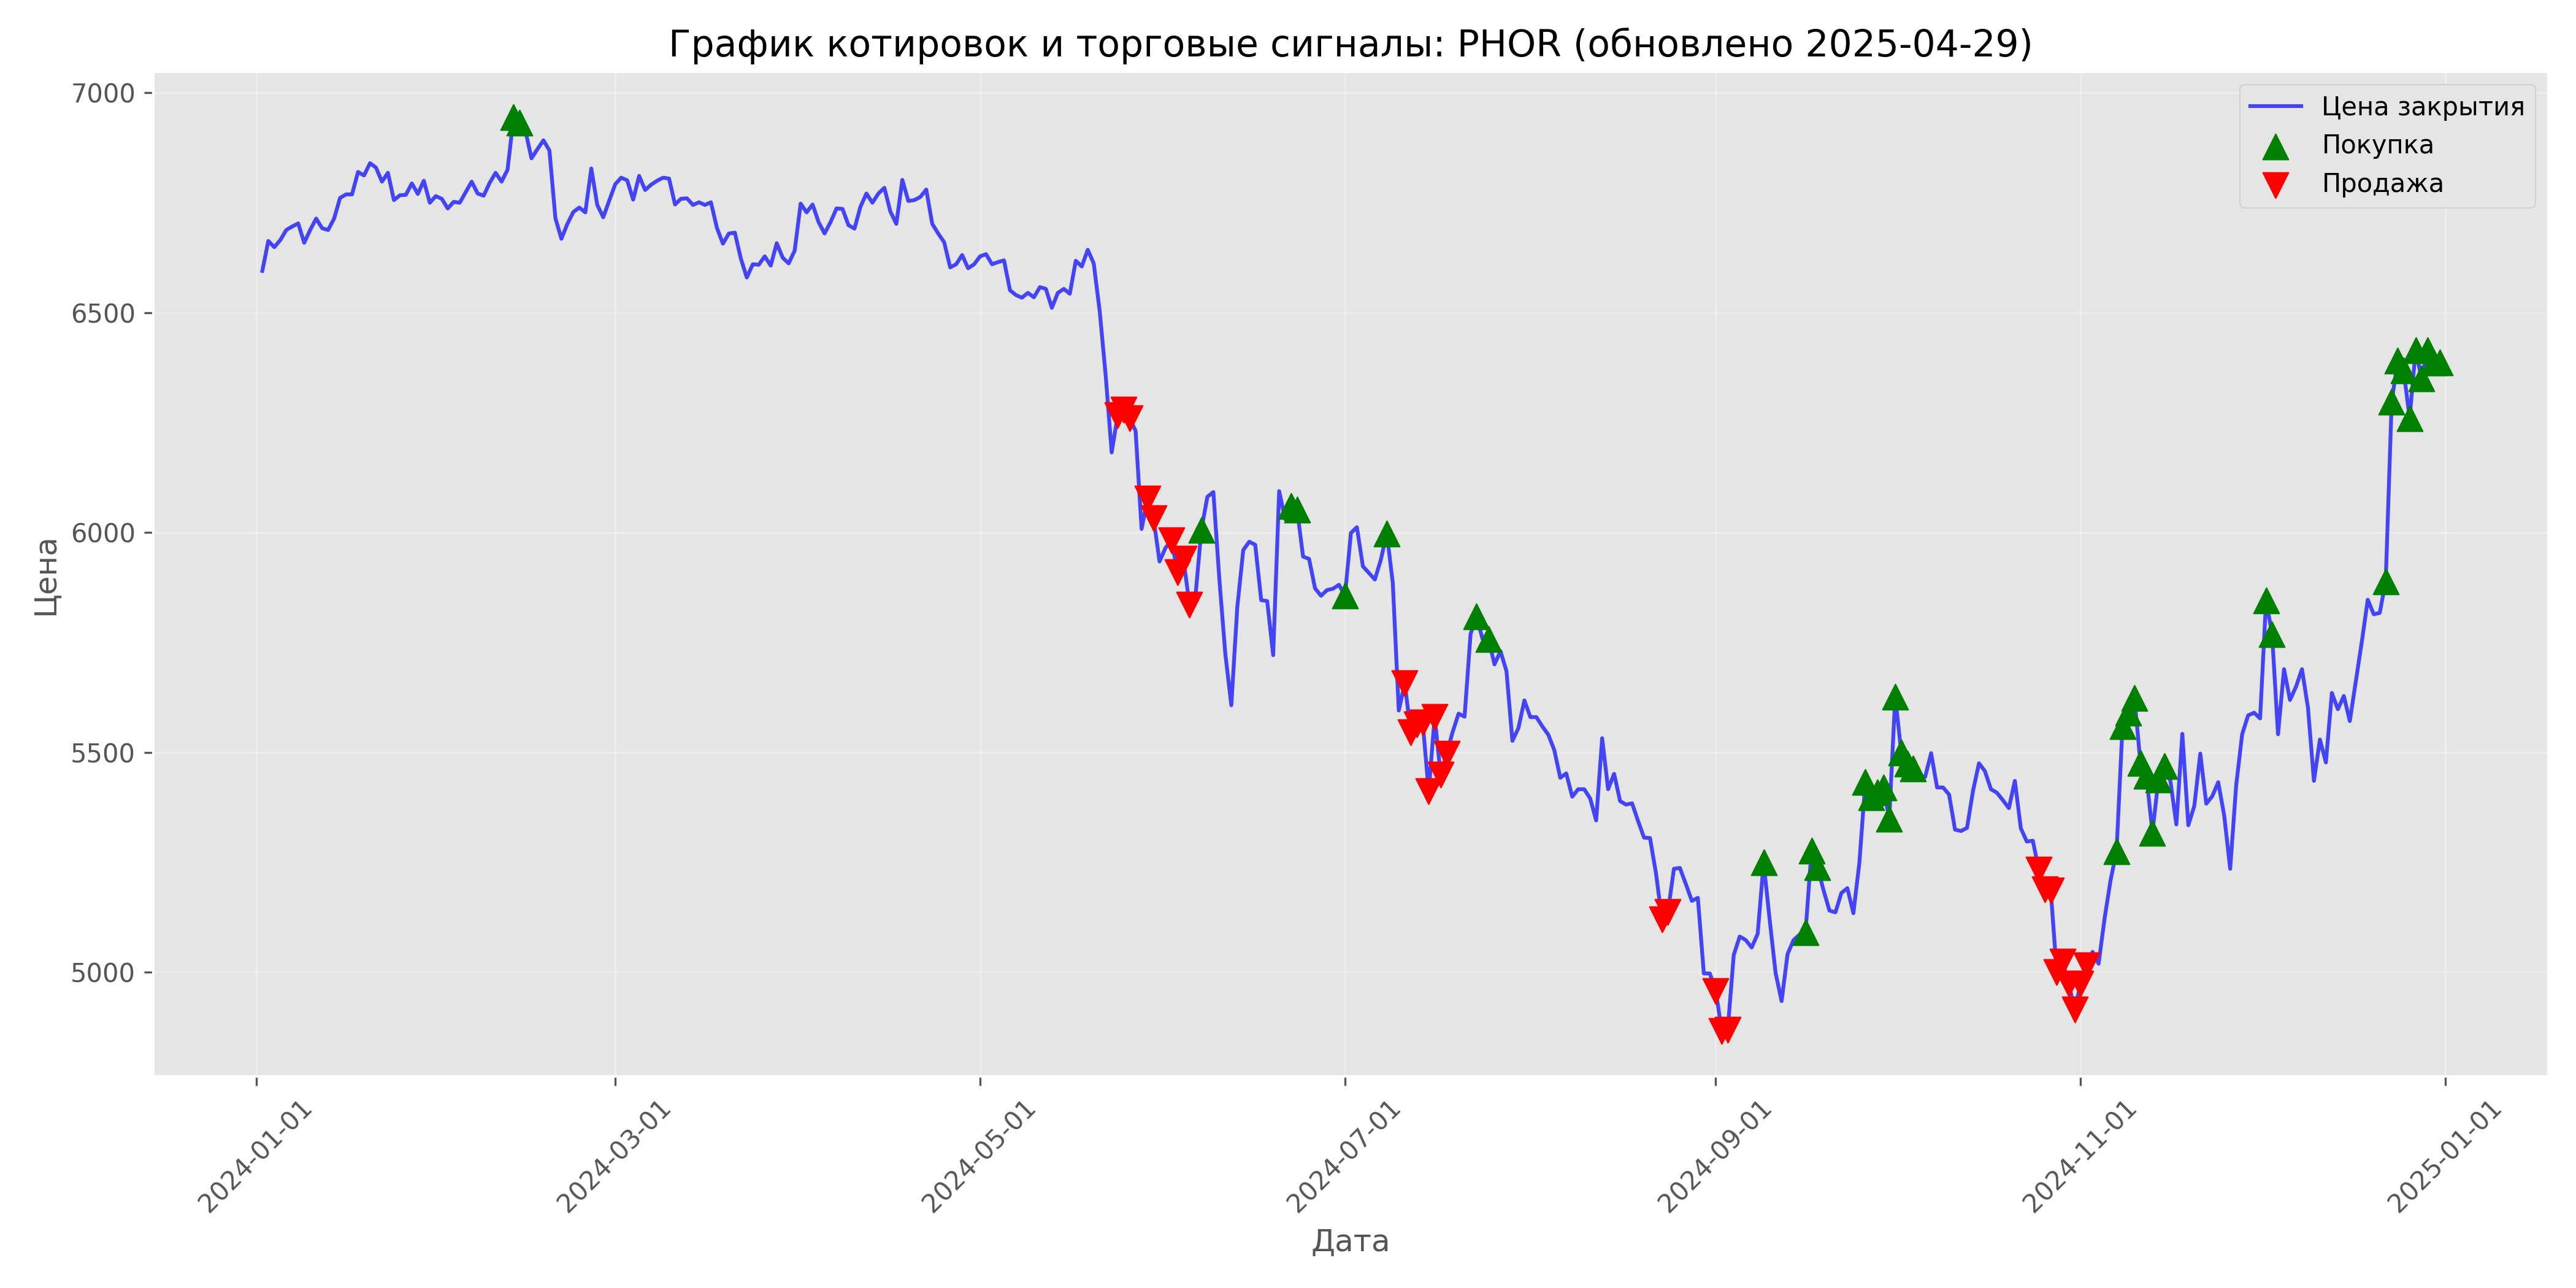 График котировок и торговые сигналы: PHOR (обновлено 2025-04-29)
Цена закрытия
Покупка
Продажа
7000
6500
6000
5500
5000
Цена
2024-01-01
2024-03-01
2024-05-01
2024-07-01
2024-09-01
2024-11-01
2025-01-01
Дата